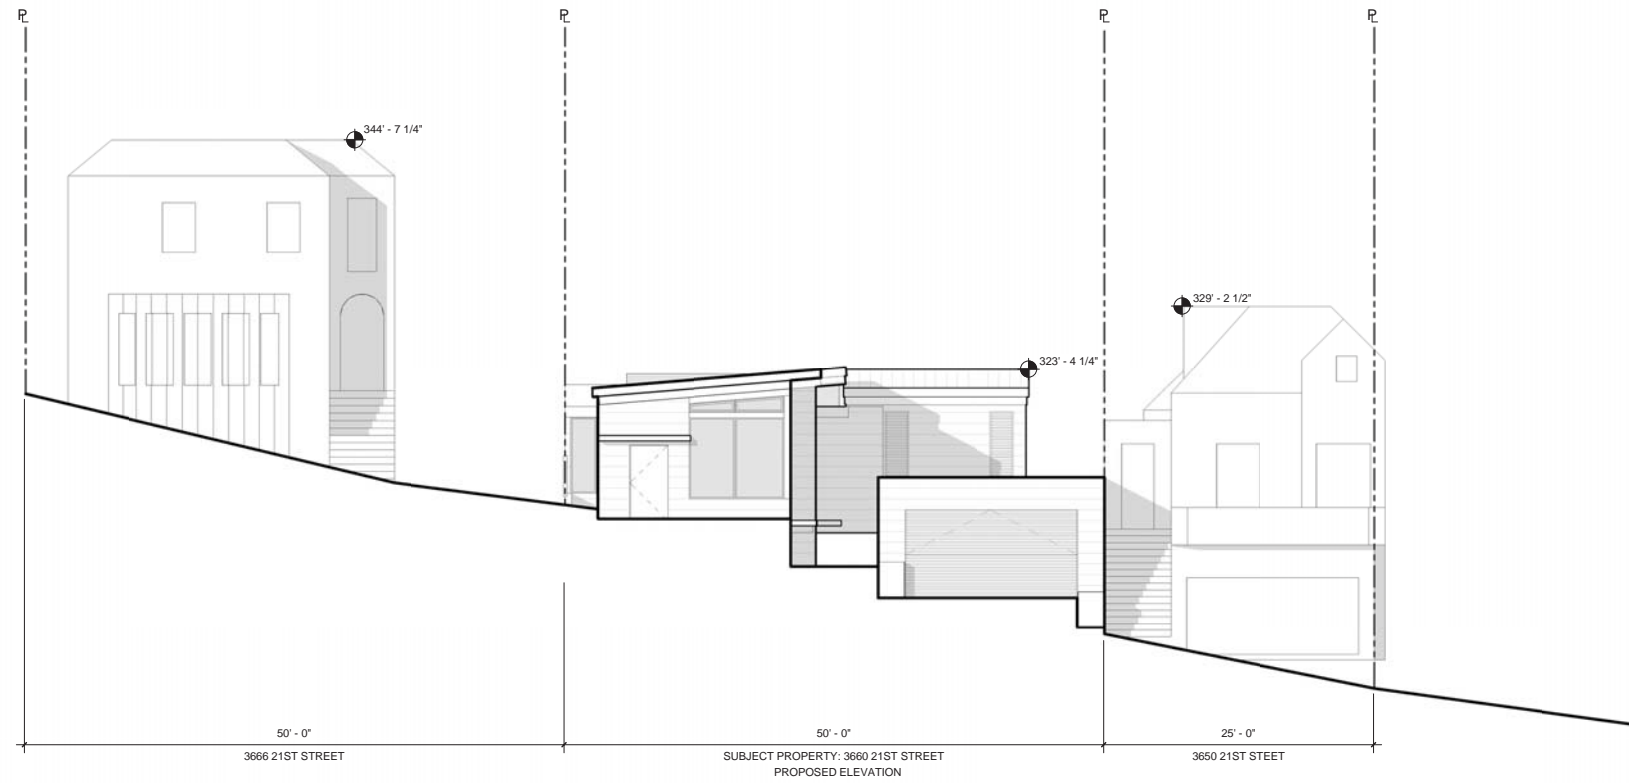 PL PL PL PL
344' - 7 1/4"
329' - 2 1/2"
323' - 4 1/4"
50' - 0" 50' - 0" 25' - 0"
3666 21ST STREET SUBJECT PROPERTY: 3660 21ST STREET 3650 21ST STEET
PROPOSED ELEVATION